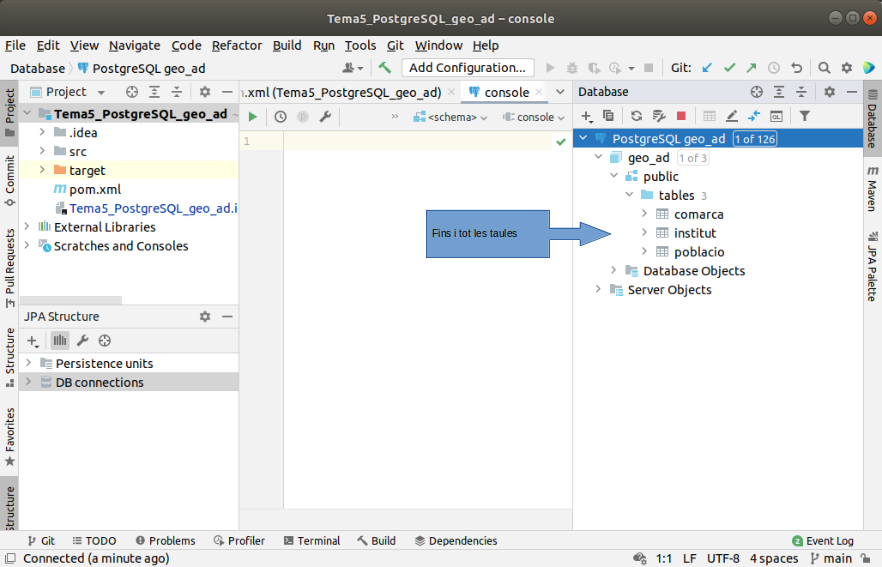 Tema5_PostgreSQL_geo_ad – console
File Edit View Navigate Code Refactor Build Run Tools Git Window Help
Database PostgreSQL geo_ad Add Configuration... Git:
Project
.xml (Tema5_PostgreSQL_geo_ad) console
Database
Project
Commit
Pull Requests
Structure
Favorites
Structure
Tema5_PostgreSQL_geo_ad
.idea
src
target
pom.xml
Tema5_PostgreSQL_geo_ad.i
External Libraries
Scratches and Consoles
JPA Structure
Persistence units
DB connections
<schema> console
1
Fins i tot les taules
PostgreSQL geo_ad 1 of 126
geo_ad 1 of 3
public
tables 3
comarca
institut
poblacio
Database Objects
Server Objects
Database
Maven
JPA Palette
Git TODO Problems Profiler Terminal Build Dependencies 2 Event Log
Connected (a minute ago) 1:1 LF UTF-8 4 spaces main